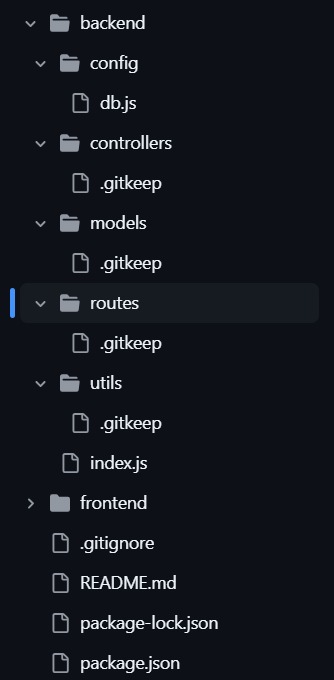 backend
config
db.js
controllers
.gitkeep
models
.gitkeep
routes
.gitkeep
utils
.gitkeep
index.js
frontend
.gitignore
README.md
package-lock.json
package.json